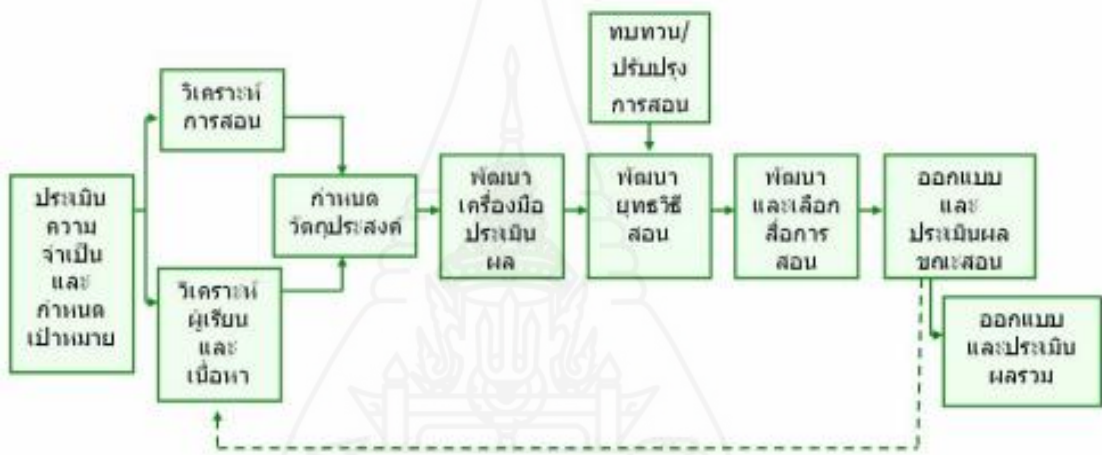 ประเมิน
ความ
จำเป็น
และ
กำหนด
เป้าหมาย
วิเคราะห์
การสอน
วิเคราะห์
ผู้เรียน
และ
เนื้อหา
กำหนด
วัตถุประสงค์
พัฒนา
เครื่องมือ
ประเมิน
ผล
ทบทวน/
ปรับปรุง
การสอน
พัฒนา
ยุทธวิธี
สอน
พัฒนา
และเลือก
สื่อการ
สอน
ออกแบบ
และ
ประเมินผล
ขณะสอน
ออกแบบ
และประเมิน
ผลรวม